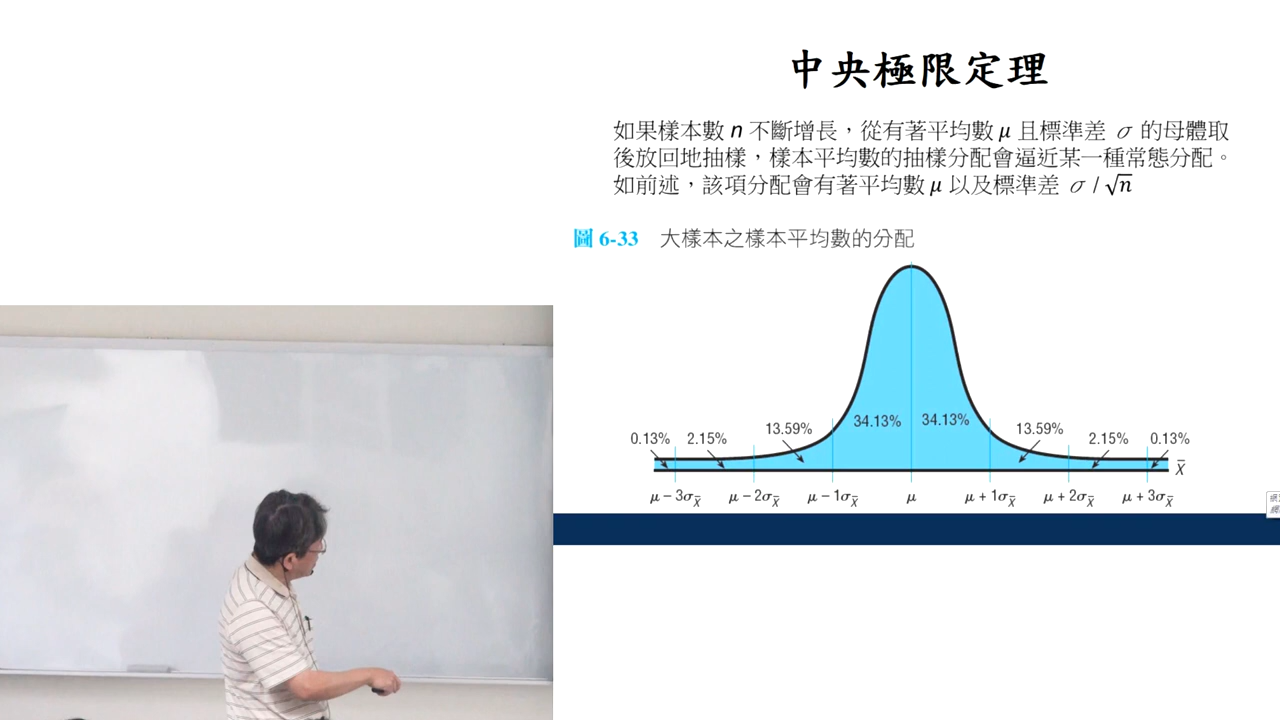 中央極限定理
如果樣本數 n 不斷增長，從有著平均數 μ 且標準差 σ 的母體取
後放回地抽樣，樣本平均數的抽樣分配會逼近某一種常態分配。
如前述，該項分配會有著平均數 μ 以及標準差 σ / √n
圖 6-33 大樣本之樣本平均數的分配
34.13% 34.13%
13.59% 13.59%
0.13% 2.15% 2.15% 0.13%
X̄
μ − 3σX̄ μ − 2σX̄ μ − 1σX̄ μ μ + 1σX̄ μ + 2σX̄ μ + 3σX̄